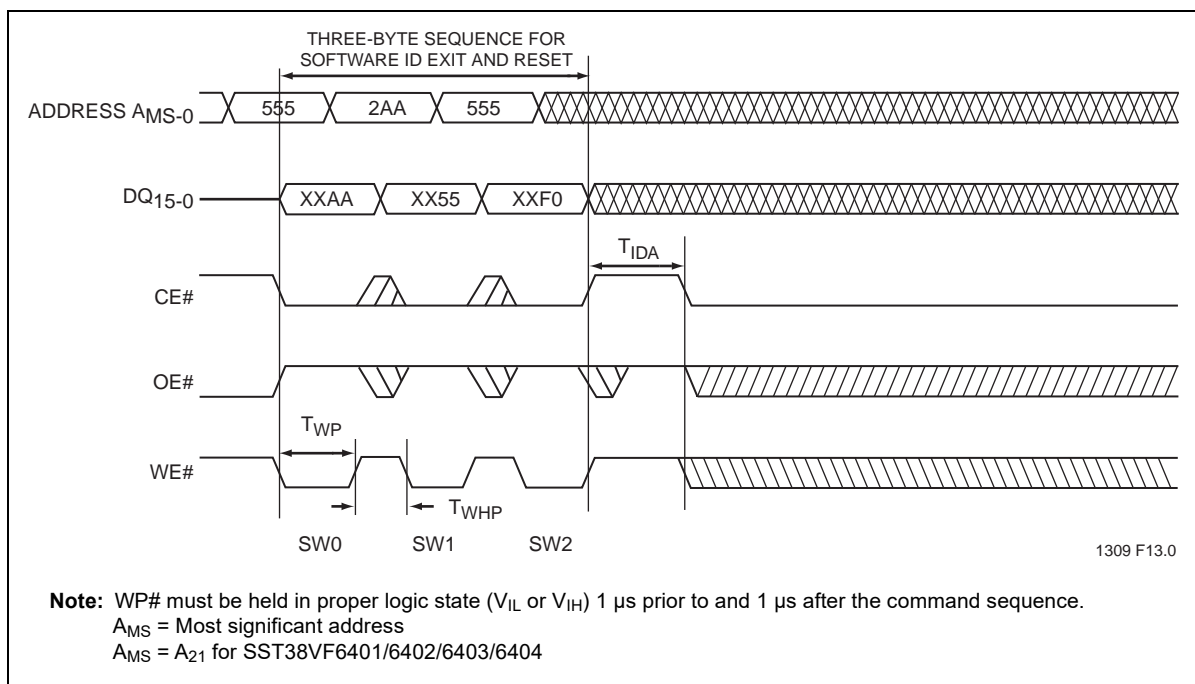 THREE-BYTE SEQUENCE FOR
SOFTWARE ID EXIT AND RESET
ADDRESS AMS-0
555 2AA 555
DQ15-0
XXAA XX55 XXF0
TIDA
CE#
OE#
TWP
WE#
TWHP
SW0 SW1 SW2
1309 F13.0
Note: WP# must be held in proper logic state (VIL or VIH) 1 µs prior to and 1 µs after the command sequence.
AMS = Most significant address
AMS = A21 for SST38VF6401/6402/6403/6404